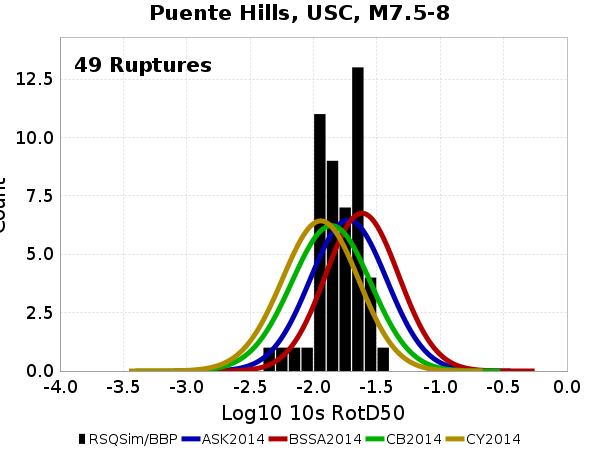 Puente Hills, USC, M7.5-8
49 Ruptures
12.5
10.0
7.5
5.0
2.5
0.0
Count
-4.0 -3.5 -3.0 -2.5 -2.0 -1.5 -1.0 -0.5 0.0
Log10 10s RotD50
RSQSim/BBP ASK2014 BSSA2014 CB2014 CY2014